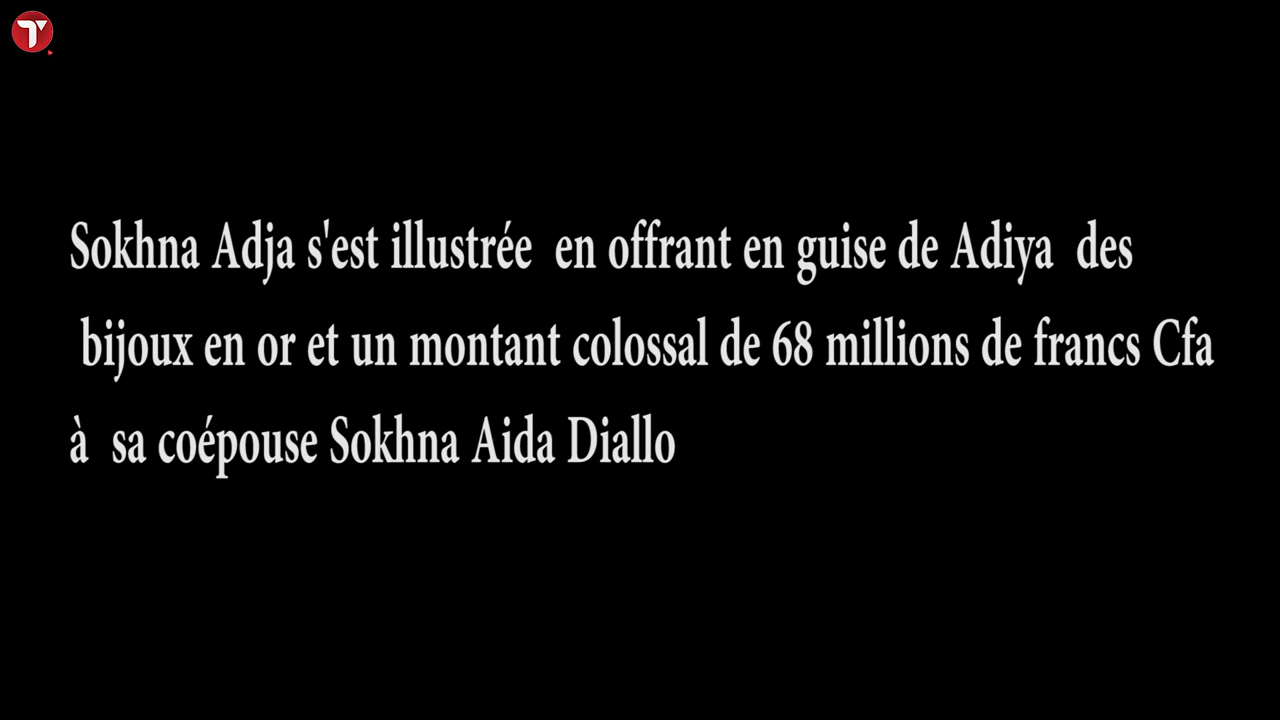 Sokhna Adja s'est illustrée en offrant en guise de Adiya des
bijoux en or et un montant colossal de 68 millions de francs Cfa
à sa coépouse Sokhna Aida Diallo